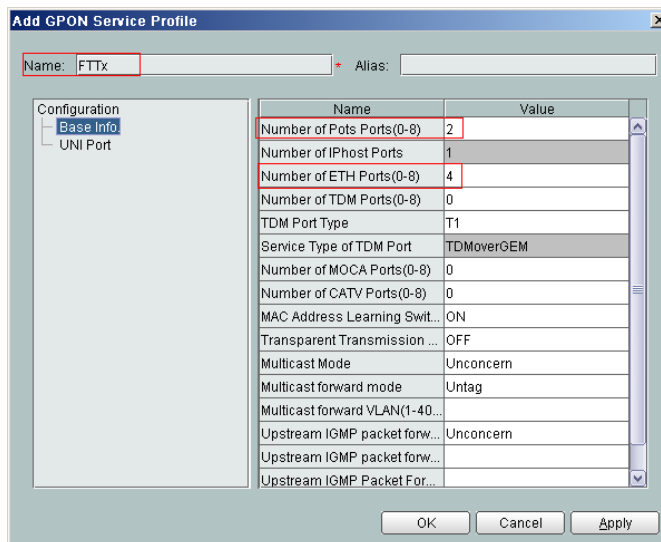 Add GPON Service Profile
Name: FTTx * Alias:
Configuration
Base Info.
UNI Port
Name Value
Number of Pots Ports(0-8) 2
Number of IPhost Ports 1
Number of ETH Ports(0-8) 4
Number of TDM Ports(0-8) 0
TDM Port Type T1
Service Type of TDM Port TDMoverGEM
Number of MOCA Ports(0-8) 0
Number of CATV Ports(0-8) 0
MAC Address Learning Swit... ON
Transparent Transmission ... OFF
Multicast Mode Unconcern
Multicast forward mode Untag
Multicast forward VLAN(1-40...
Upstream IGMP packet forw... Unconcern
Upstream IGMP packet forw...
Upstream IGMP Packet For...
OK Cancel Apply